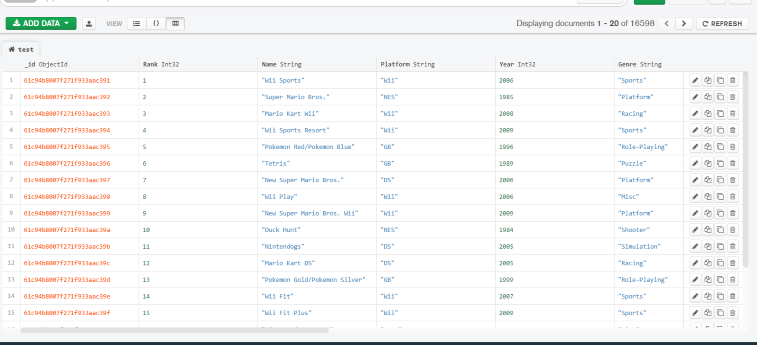 ADD DATA VIEW {} Displaying documents 1 - 20 of 16598 < > REFRESH
test
_id ObjectId Rank Int32 Name String Platform String Year Int32 Genre String
1 61c94b8007f271f933aac391 1 "Wii Sports" "Wii" 2006 "Sports"
2 61c94b8007f271f933aac392 2 "Super Mario Bros." "NES" 1985 "Platform"
3 61c94b8007f271f933aac393 3 "Mario Kart Wii" "Wii" 2008 "Racing"
4 61c94b8007f271f933aac394 4 "Wii Sports Resort" "Wii" 2009 "Sports"
5 61c94b8007f271f933aac395 5 "Pokemon Red/Pokemon Blue" "GB" 1996 "Role-Playing"
6 61c94b8007f271f933aac396 6 "Tetris" "GB" 1989 "Puzzle"
7 61c94b8007f271f933aac397 7 "New Super Mario Bros." "DS" 2006 "Platform"
8 61c94b8007f271f933aac398 8 "Wii Play" "Wii" 2006 "Misc"
9 61c94b8007f271f933aac399 9 "New Super Mario Bros. Wii" "Wii" 2009 "Platform"
10 61c94b8007f271f933aac39a 10 "Duck Hunt" "NES" 1984 "Shooter"
11 61c94b8007f271f933aac39b 11 "Nintendogs" "DS" 2005 "Simulation"
12 61c94b8007f271f933aac39c 12 "Mario Kart DS" "DS" 2005 "Racing"
13 61c94b8007f271f933aac39d 13 "Pokemon Gold/Pokemon Silver" "GB" 1999 "Role-Playing"
14 61c94b8007f271f933aac39e 14 "Wii Fit" "Wii" 2007 "Sports"
15 61c94b8007f271f933aac39f 15 "Wii Fit Plus" "Wii" 2009 "Sports"